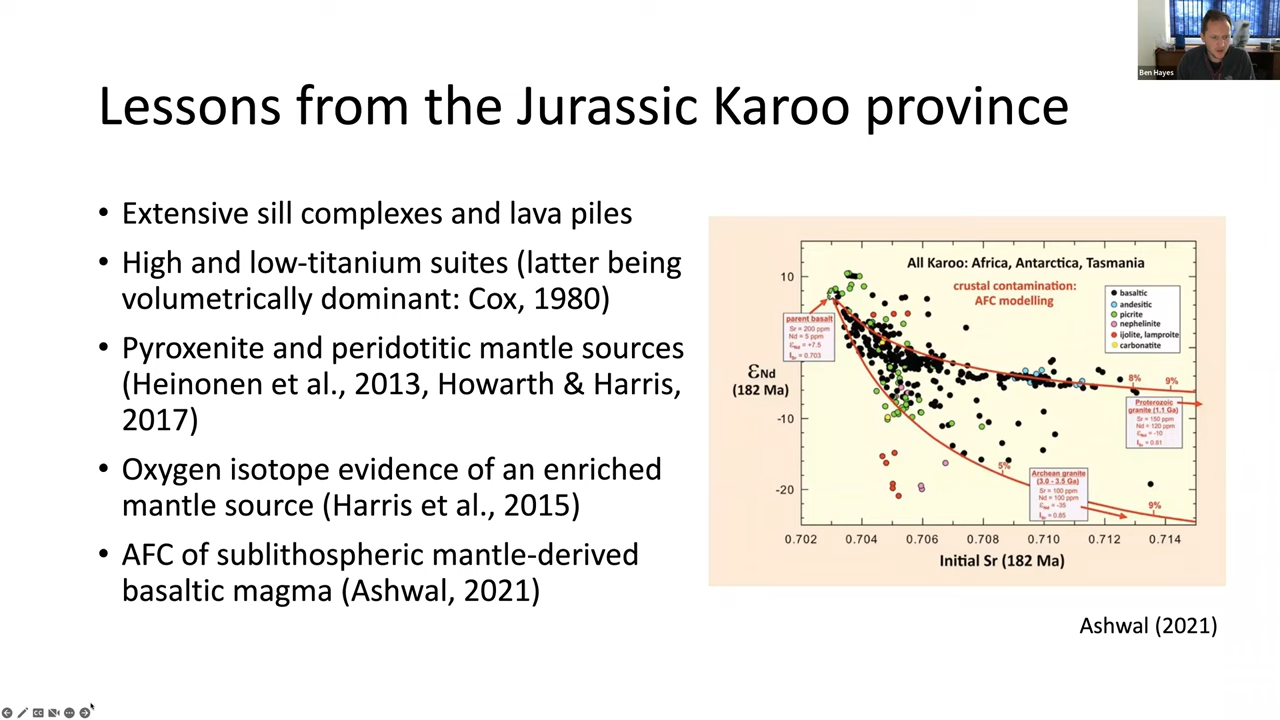 Ben Hayes
Lessons from the Jurassic Karoo province
• Extensive sill complexes and lava piles
• High and low-titanium suites (latter being
volumetrically dominant: Cox, 1980)
• Pyroxenite and peridotitic mantle sources
(Heinonen et al., 2013, Howarth & Harris,
2017)
• Oxygen isotope evidence of an enriched
mantle source (Harris et al., 2015)
• AFC of sublithospheric mantle-derived
basaltic magma (Ashwal, 2021)
All Karoo: Africa, Antarctica, Tasmania
crustal contamination:
AFC modelling
basaltic
andesitic
picrite
nephelinite
ijolite, lamproite
carbonatite
parent basalt
Sr = 200 ppm
Nd = 5 ppm
εNd = +7.5
ISr = 0.703
10
-10
-20
εNd
(182 Ma)
8%
9%
Proterozoic
granite (1.1 Ga)
Sr = 150 ppm
Nd = 120 ppm
εNd = -10
ISr = 0.81
5%
Archean granite
(3.0 - 3.5 Ga)
Sr = 100 ppm
Nd = 100 ppm
εNd = -35
ISr = 0.85
9%
0.702 0.704 0.706 0.708 0.710 0.712 0.714
Initial Sr (182 Ma)
Ashwal (2021)